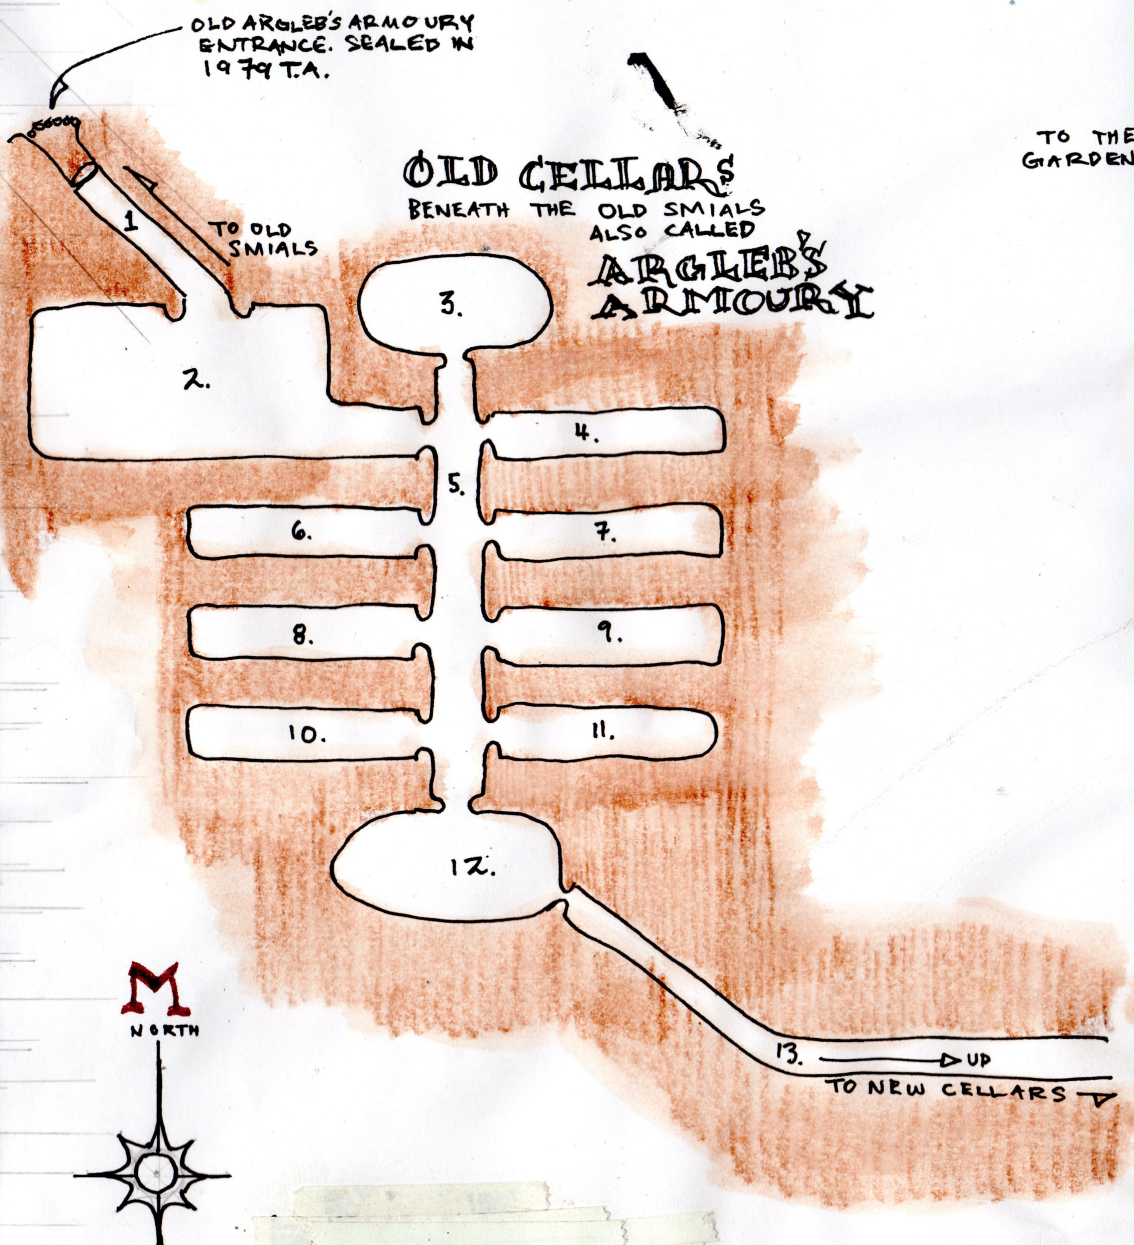 OLD ARGLEB'S ARMOURY
ENTRANCE. SEALED IN
1979 T.A.
TO THE
GARDEN
OLD CELLARS
BENEATH THE OLD SMIALS
ALSO CALLED
ARGLEB'S
ARMOURY
1
TO OLD
SMIALS
3.
2.
4.
5.
6.
7.
8.
9.
10.
11.
12.
M
NORTH
13.
UP
TO NEW CELLARS